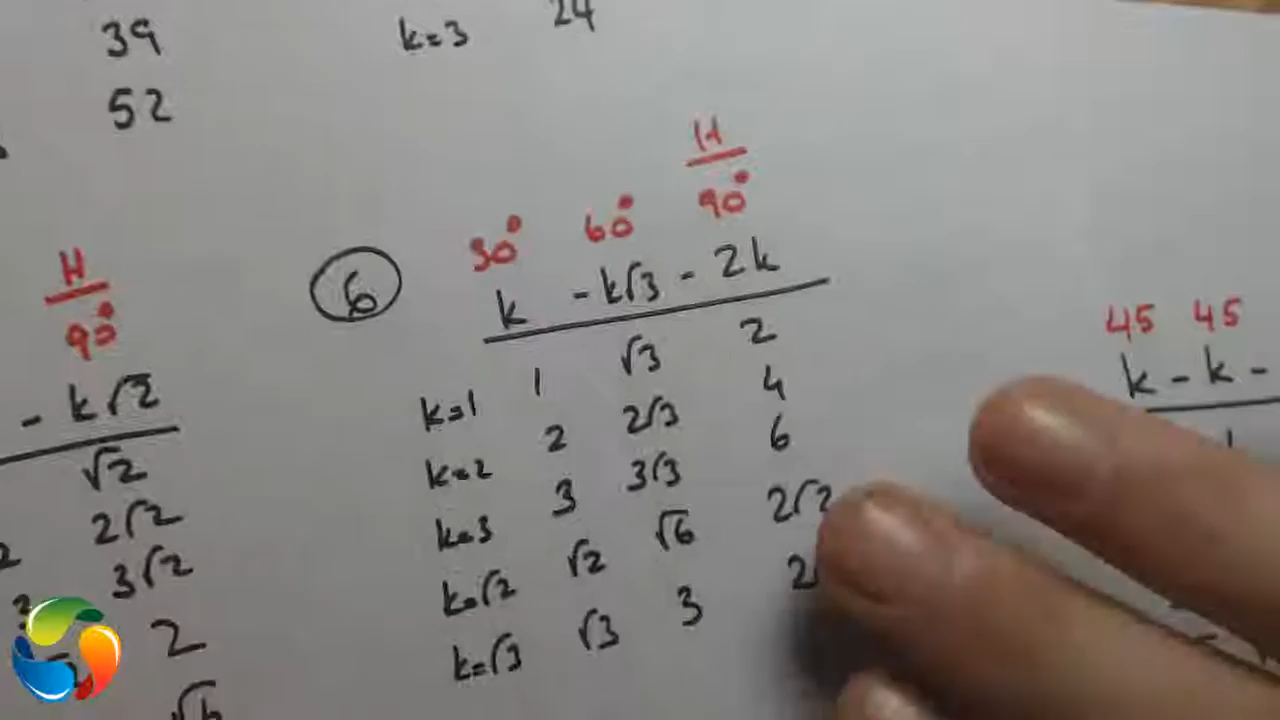 39
52
k=3 24
H
90°
- k√2
√2
2√2
3√2
2
√6
6
H
30° 60° 90°
k - k√3 - 2k
k=1 1 √3 2
k=2 2 2√3 4
k=3 3 3√3 6
k=√2 √2 √6 2√2
k=√3 √3 3 2
45 45
k - k -